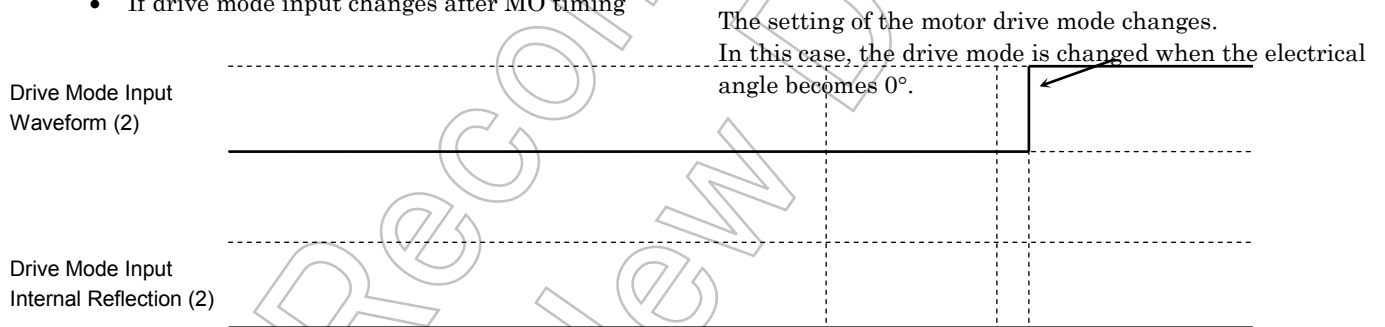 • If drive mode input changes after MO timing
The setting of the motor drive mode changes.
In this case, the drive mode is changed when the electrical
angle becomes 0°.
Drive Mode Input
Waveform (2)
Drive Mode Input
Internal Reflection (2)